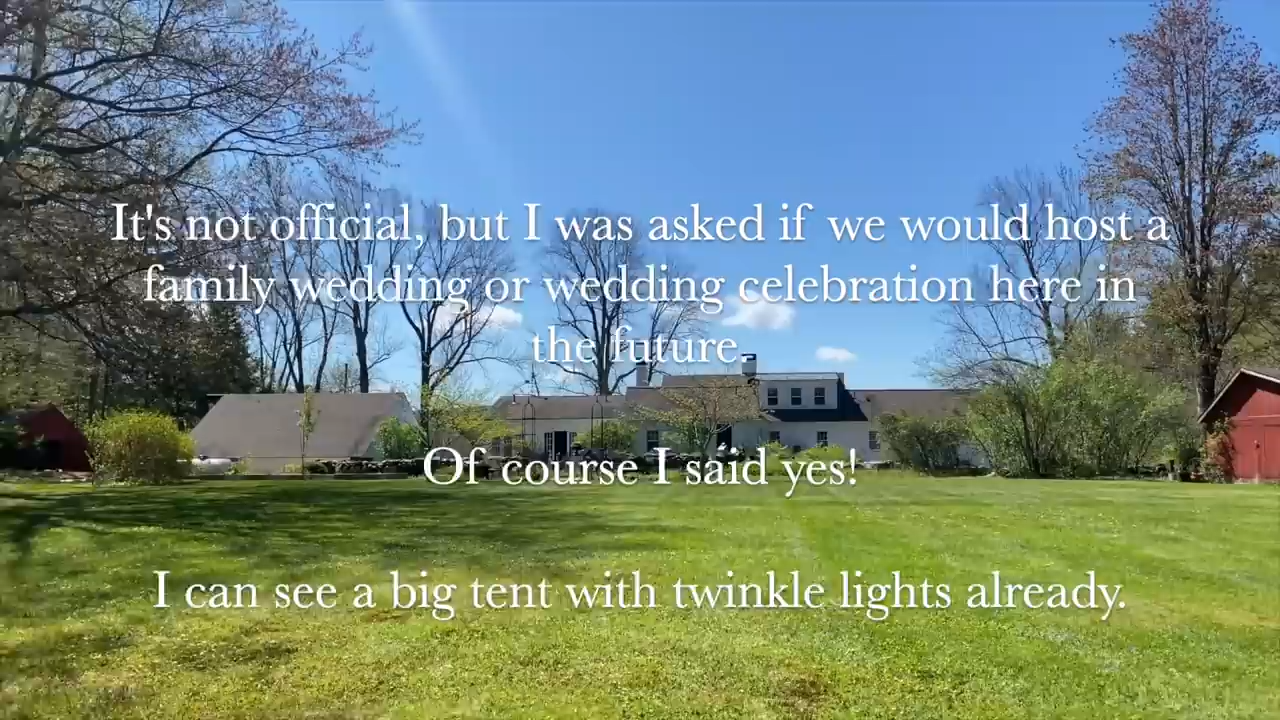 It's not official, but I was asked if we would host a
family wedding or wedding celebration here in
the future.
Of course I said yes!
I can see a big tent with twinkle lights already.